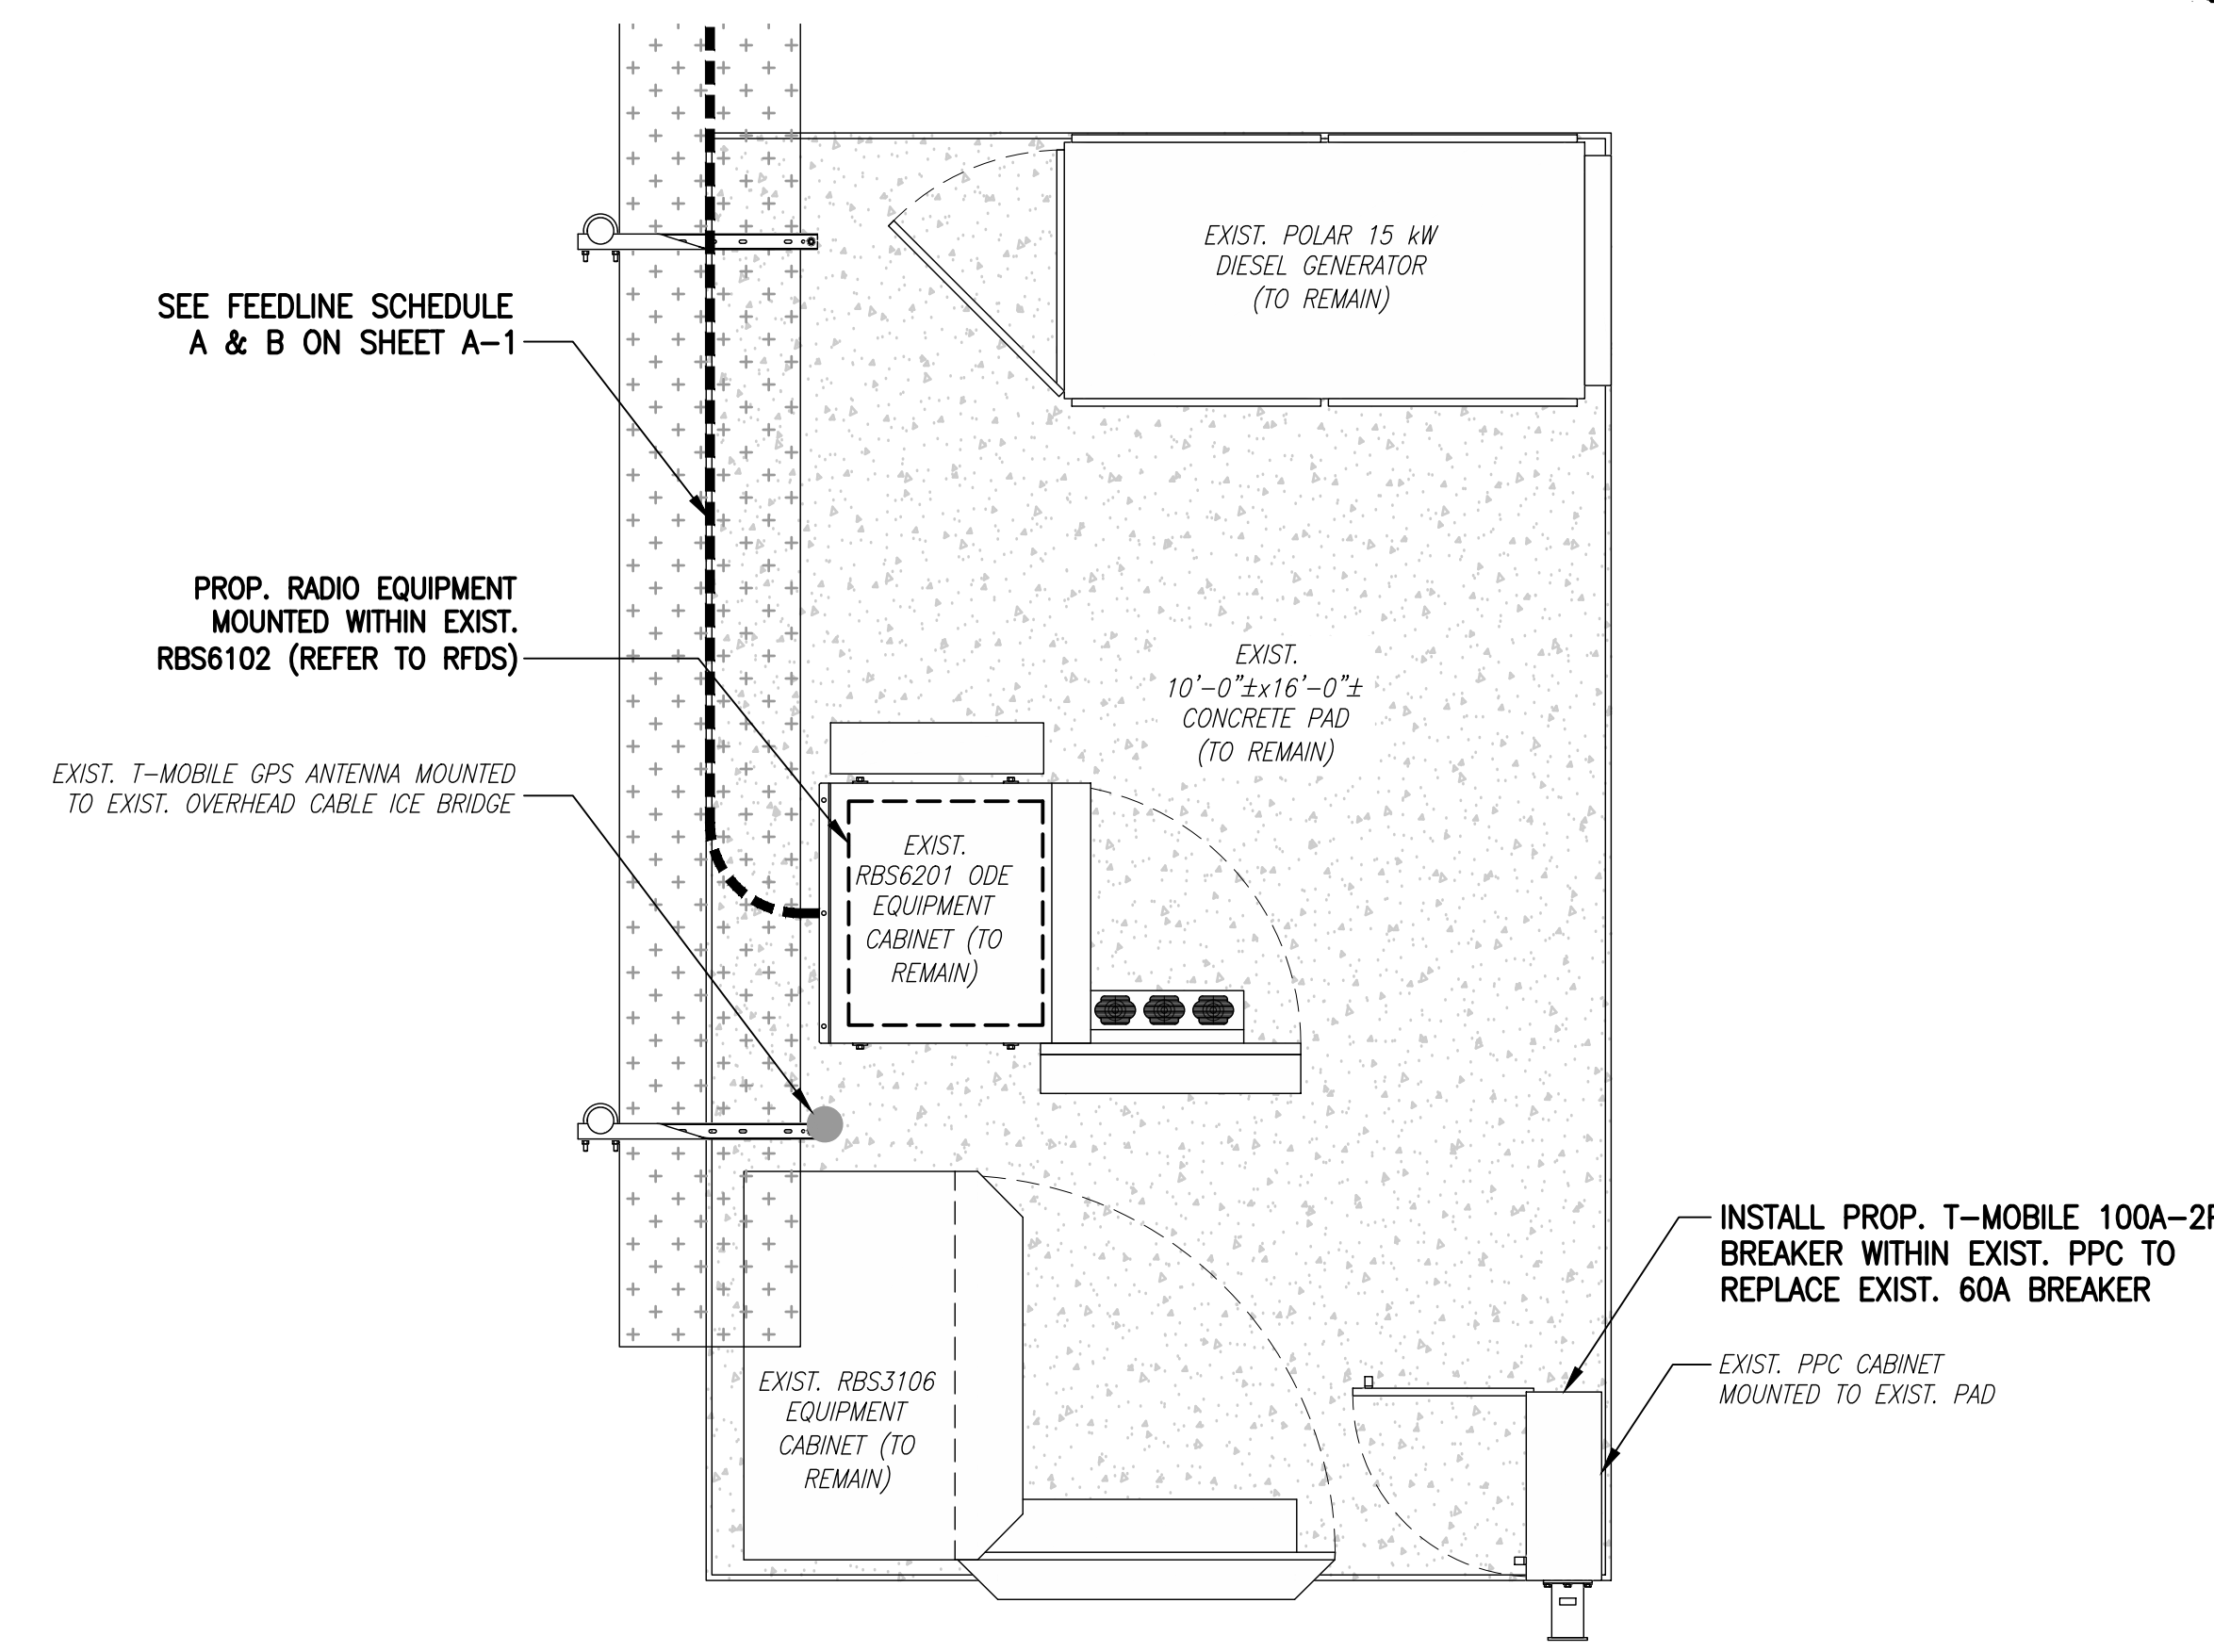 EXIST. POLAR 15 kW
DIESEL GENERATOR
(TO REMAIN)
SEE FEEDLINE SCHEDULE
A & B ON SHEET A-1
PROP. RADIO EQUIPMENT
MOUNTED WITHIN EXIST.
RBS6102 (REFER TO RFDS)
EXIST.
10'-0"±x16'-0"±
CONCRETE PAD
(TO REMAIN)
EXIST. T-MOBILE GPS ANTENNA MOUNTED
TO EXIST. OVERHEAD CABLE ICE BRIDGE
EXIST.
RBS6201 ODE
EQUIPMENT
CABINET (TO
REMAIN)
INSTALL PROP. T-MOBILE
BREAKER WITHIN EXIST. PPC TO
REPLACE EXIST. 60A BREAKER
EXIST. PPC CABINET
MOUNTED TO EXIST. PAD
EXIST. RBS3106
EQUIPMENT
CABINET (TO
REMAIN)